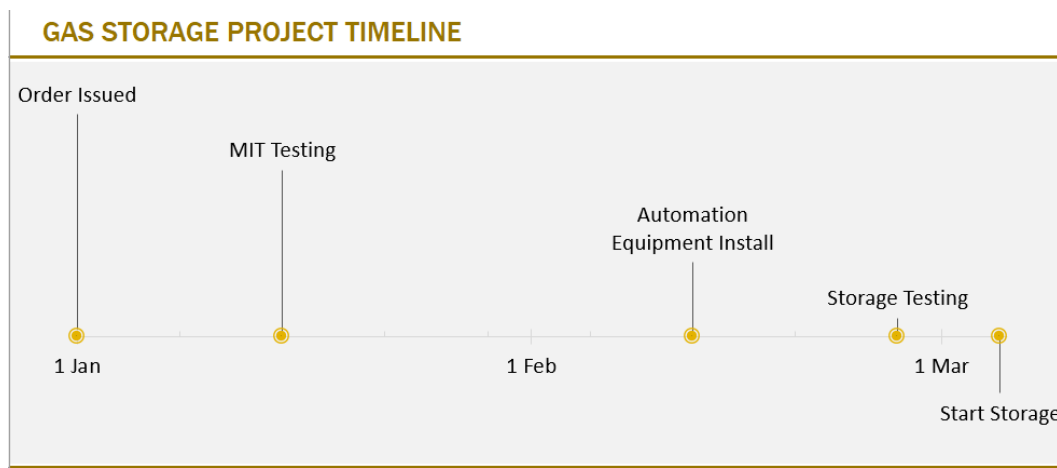 GAS STORAGE PROJECT TIMELINE
Order Issued
MIT Testing
Automation
Equipment Install
Storage Testing
1 Jan
1 Feb
1 Mar
Start Storage